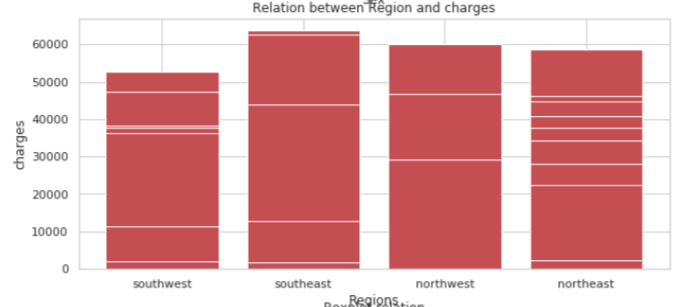 Relation between Region and charges
60000
50000
40000
30000
20000
10000
0
charges
southwest
southeast
northwest
northeast
Regions